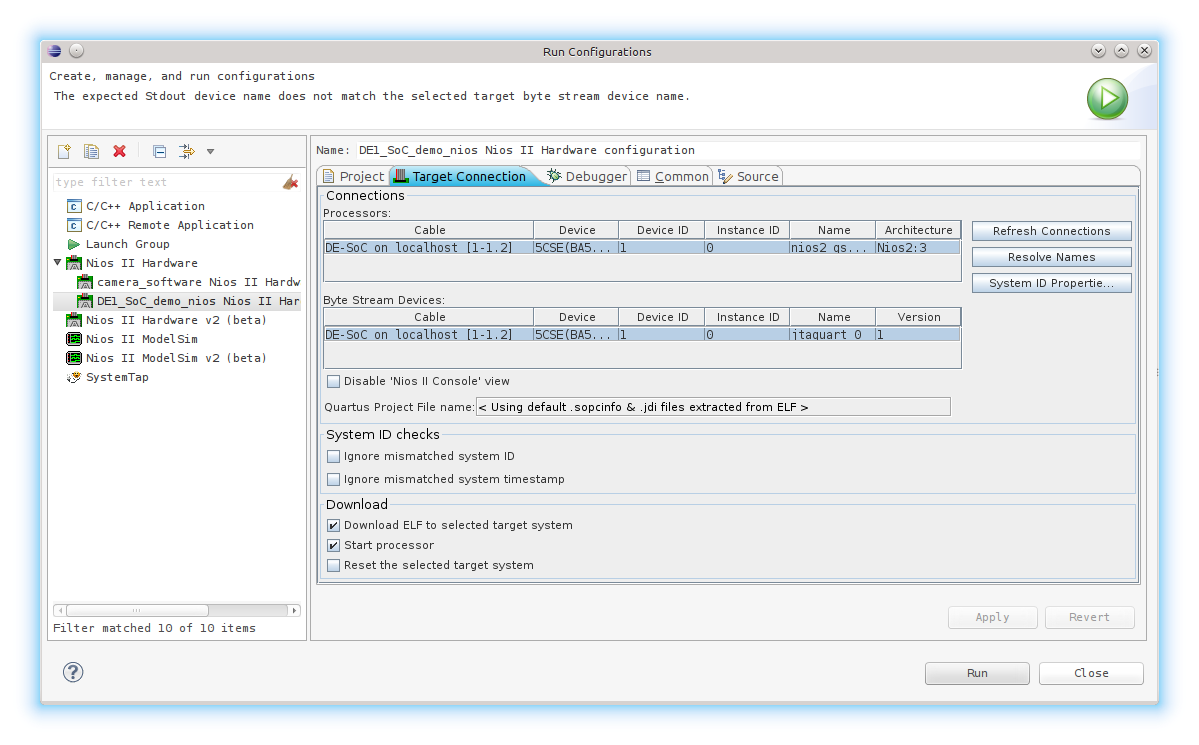 Run Configurations
Create, manage, and run configurations
The expected Stdout device name does not match the selected target byte stream device name.
type filter text
C/C++ Application
C/C++ Remote Application
Launch Group
Nios II Hardware
camera_software Nios II Hardw
DE1_SoC_demo_nios Nios II Har
Nios II Hardware v2 (beta)
Nios II ModelSim
Nios II ModelSim v2 (beta)
SystemTap
Filter matched 10 of 10 items
Name: DE1_SoC_demo_nios Nios II Hardware configuration
Project Target Connection Debugger Common Source
Connections
Processors:
Cable Device Device ID Instance ID Name Architecture
DE-SoC on localhost [1-1.2] 5CSE(BA5... 1 0 nios2_qs... Nios2:3
Refresh Connections
Resolve Names
System ID Propertie...
Byte Stream Devices:
Cable Device Device ID Instance ID Name Version
DE-SoC on localhost [1-1.2] 5CSE(BA5... 1 0 jtaguart_0 1
Disable 'Nios II Console' view
Quartus Project File name: < Using default .sopcinfo & .jdi files extracted from ELF >
System ID checks
Ignore mismatched system ID
Ignore mismatched system timestamp
Download
Download ELF to selected target system
Start processor
Reset the selected target system
Apply Revert
Run Close